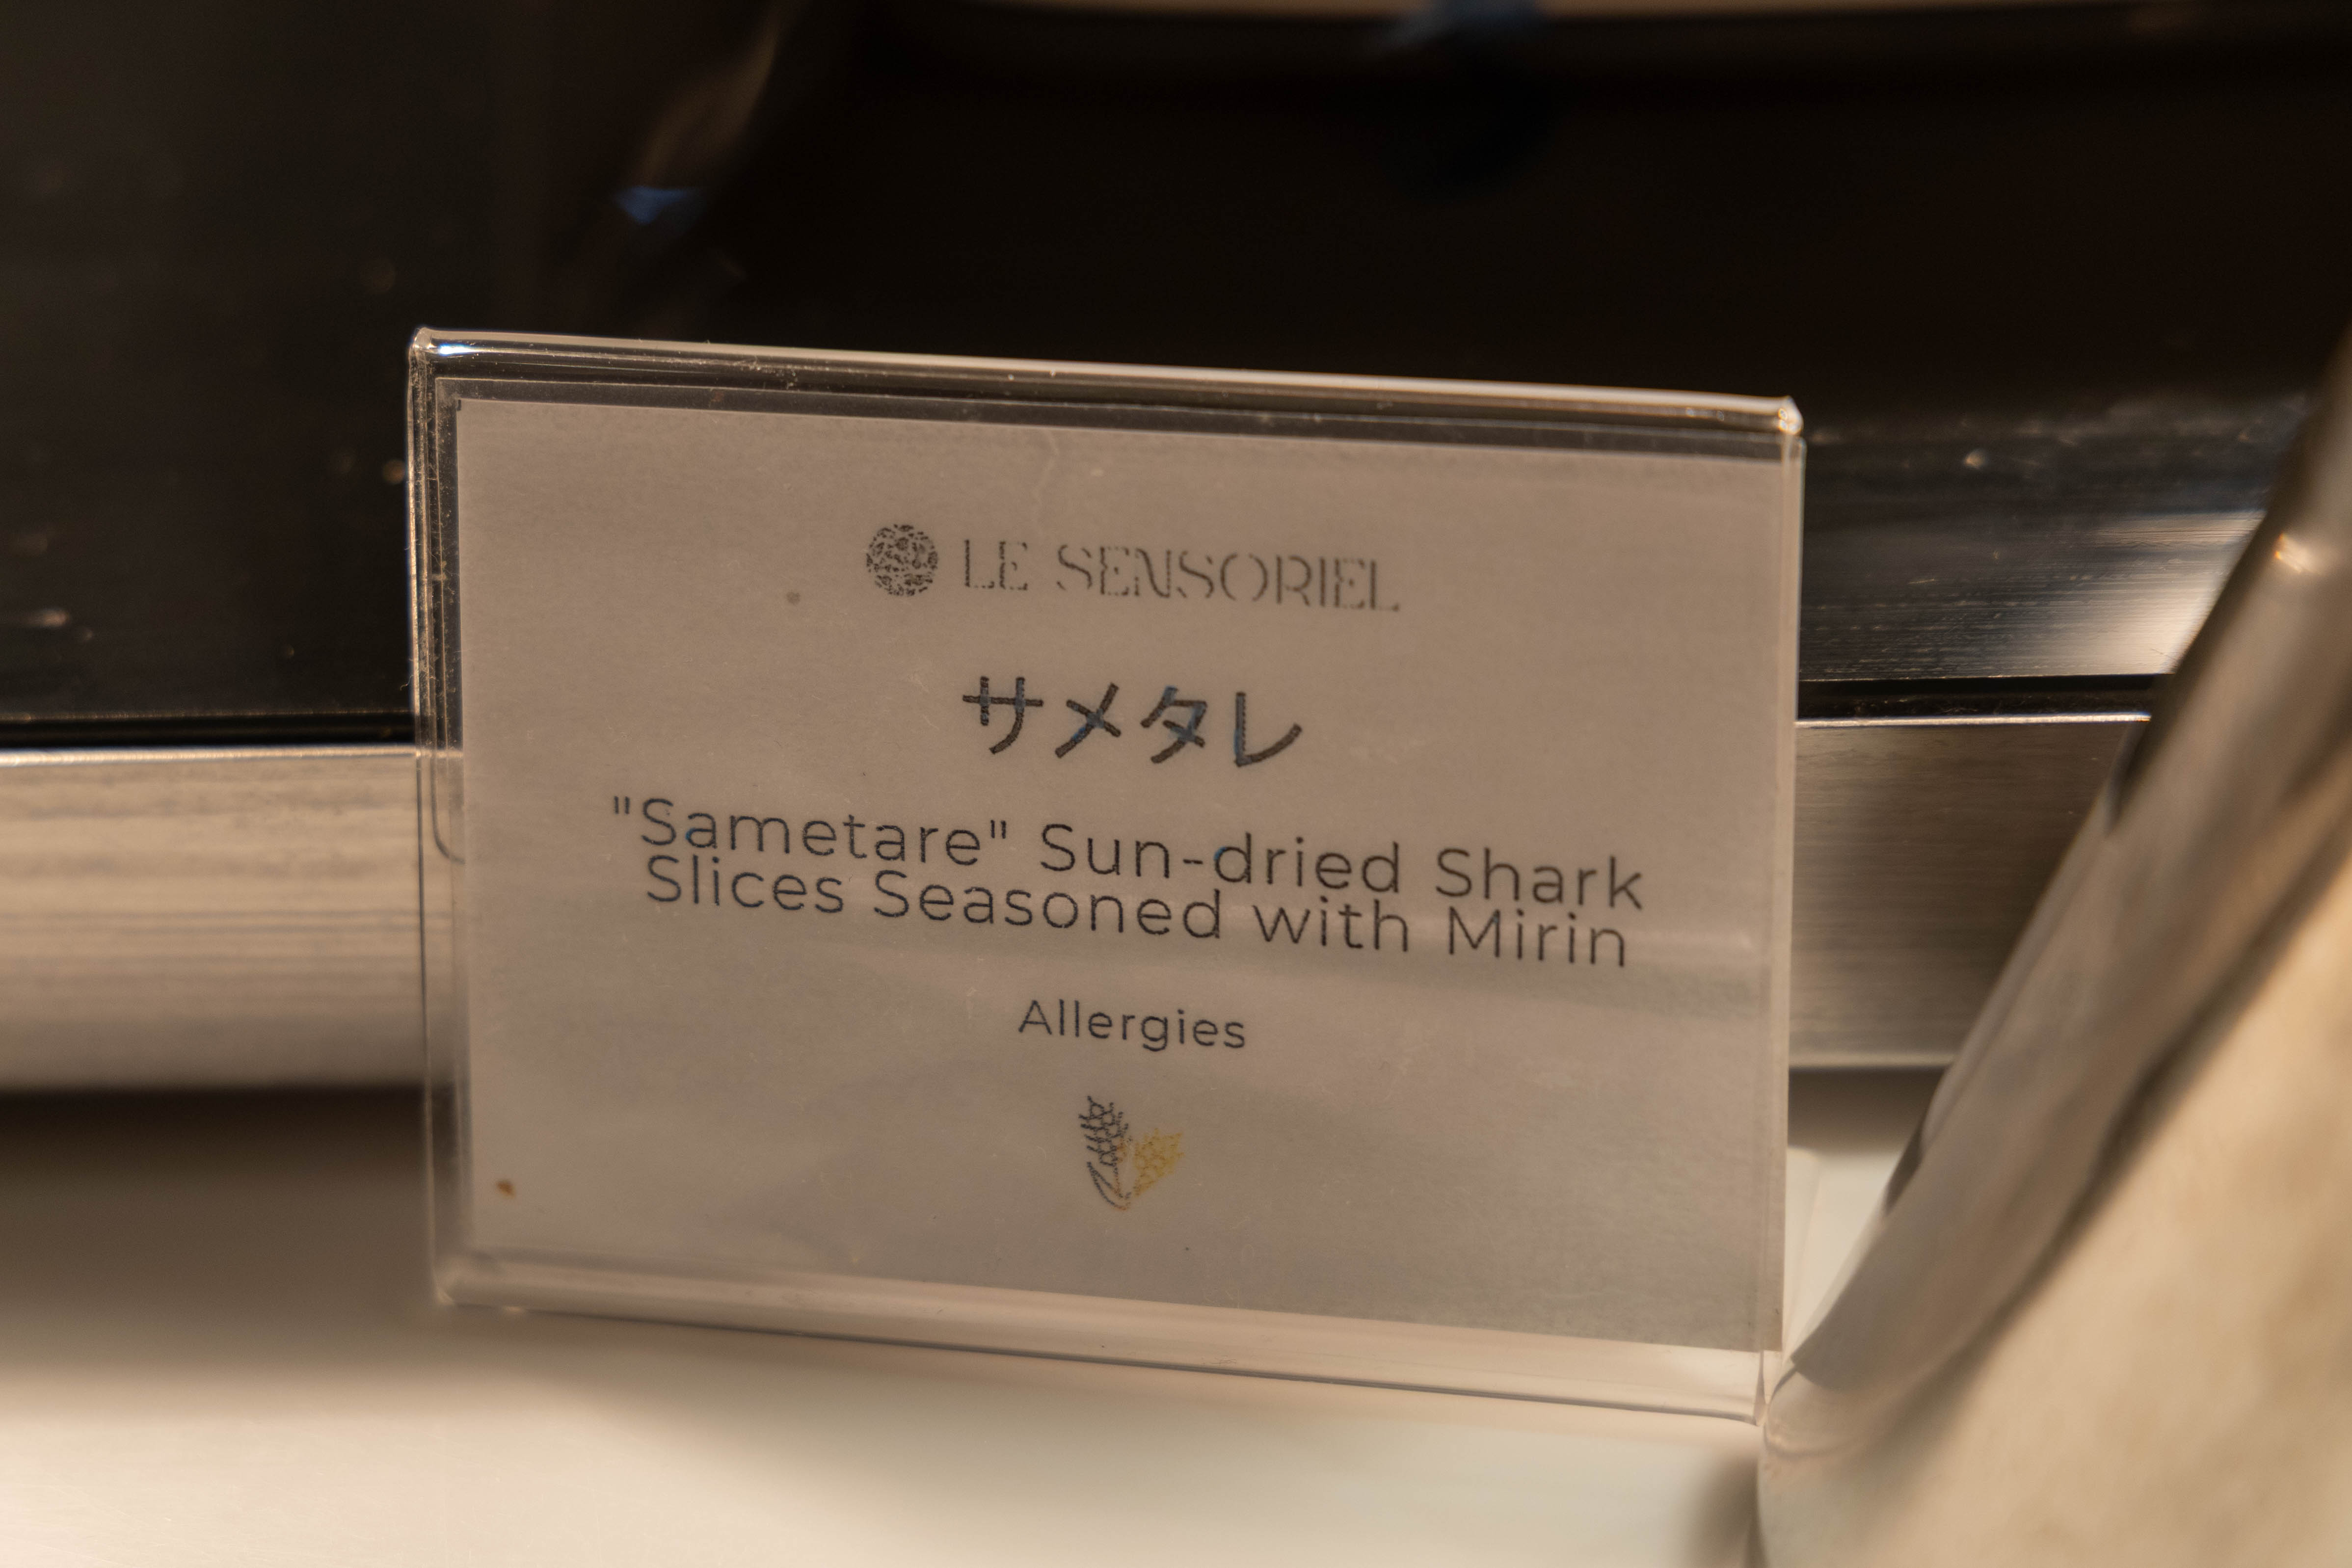 LE SENSORIEL
サメタレ
"Sametare" Sun-dried Shark
Slices Seasoned with Mirin
Allergies